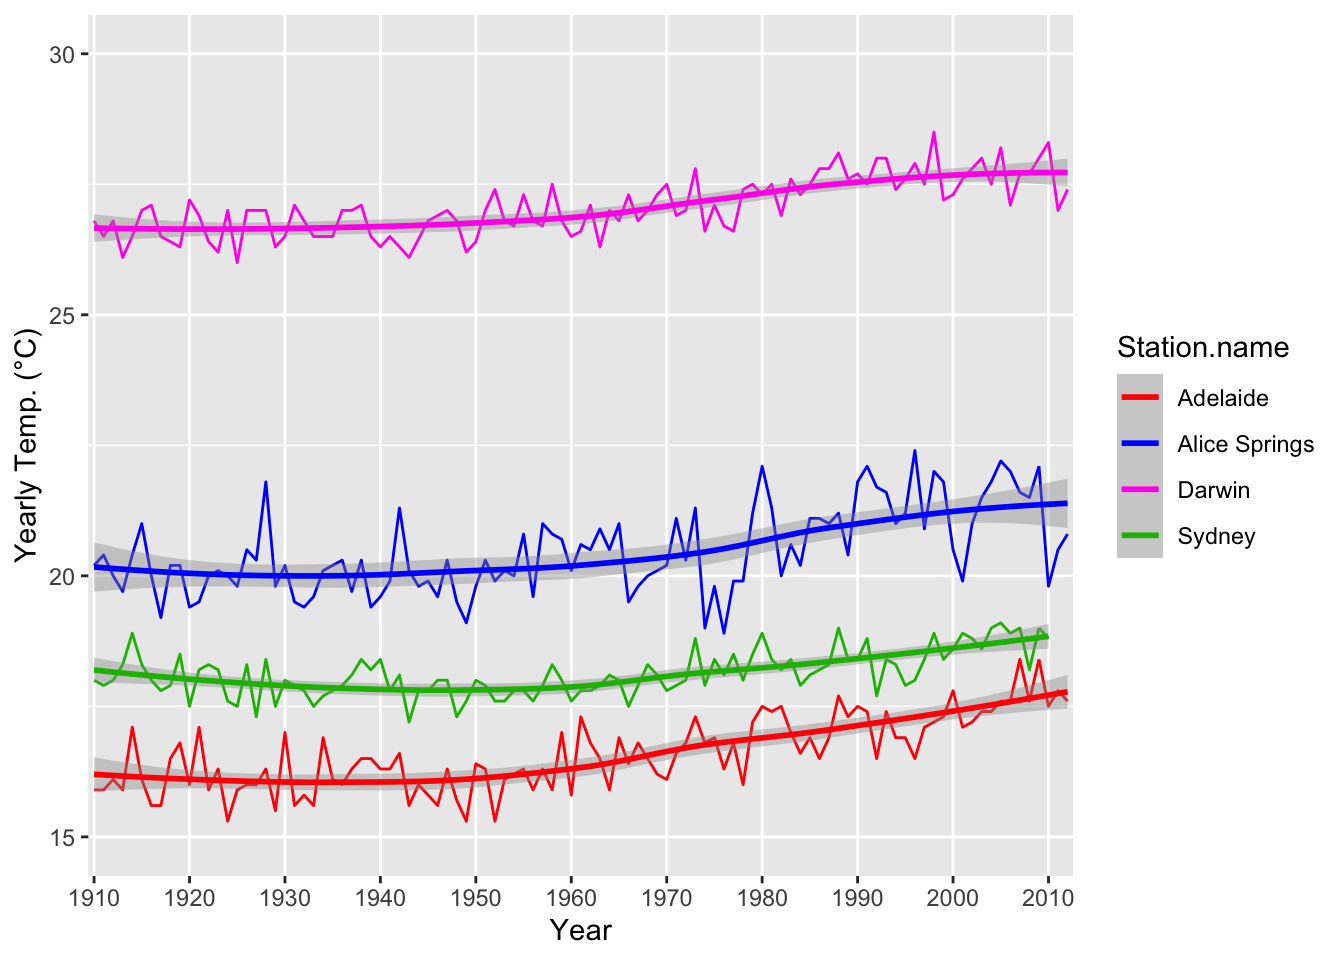 30
25
20
15
Yearly Temp. (°C)
1910 1920 1930 1940 1950 1960 1970 1980 1990 2000 2010
Year
Station.name
Adelaide
Alice Springs
Darwin
Sydney